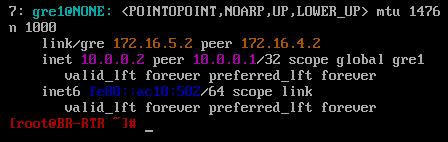 7: gre1@NONE: <POINTOPOINT,NOARP,UP,LOWER_UP> mtu 1476
n 1000
link/gre 172.16.5.2 peer 172.16.4.2
inet 10.0.0.2 peer 10.0.0.1/32 scope global gre1
valid_lft forever preferred_lft forever
inet6 fe80::ac10:502/64 scope link
valid_lft forever preferred_lft forever
[root@BR-RTR ~]# _